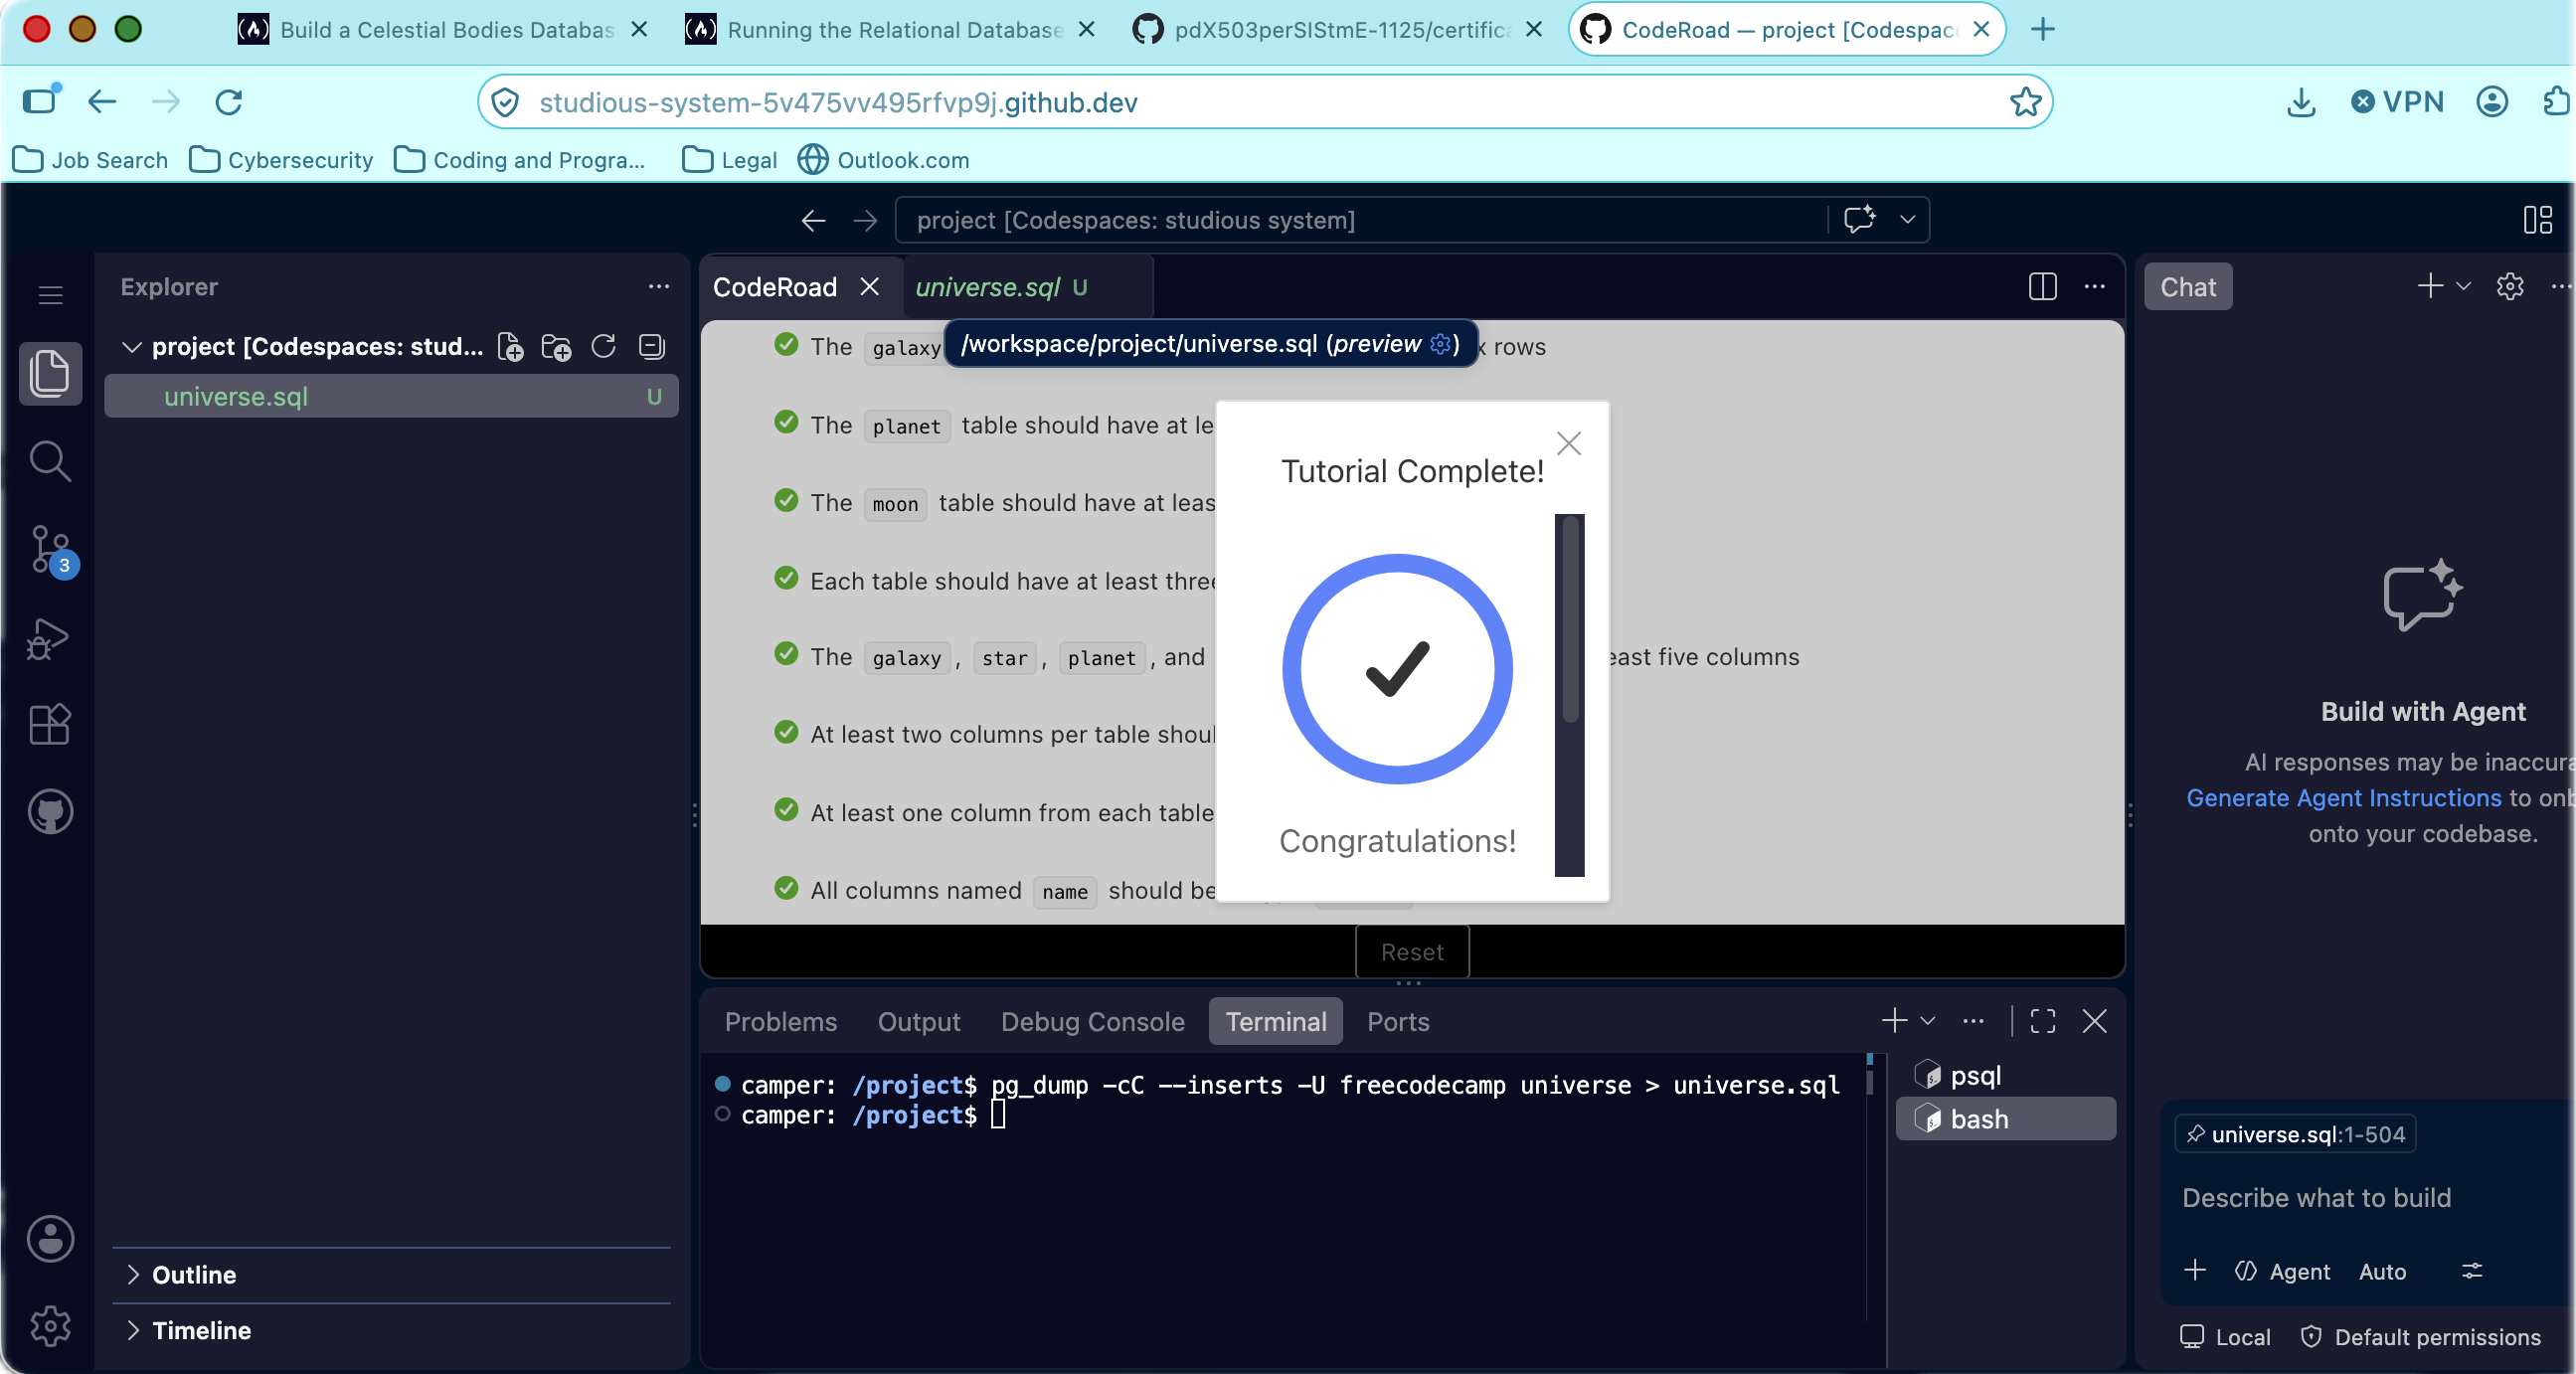 Build a Celestial Bodies Databas
Running the Relational Database
pdX503perSIStmE-1125/certifica
CodeRoad — project [Codespac
studious-system-5v475vv495rfvp9j.github.dev
VPN
Job Search
Cybersecurity
Coding and Progra...
Legal
Outlook.com
project [Codespaces: studious system]
Explorer
project [Codespaces: stud...
universe.sql U
3
Outline
Timeline
CodeRoad
universe.sql U
/workspace/project/universe.sql (preview )
The galaxy x rows
The planet table should have at le
The moon table should have at leas
Each table should have at least three
The galaxy, star, planet, and east five columns
At least two columns per table shoul
At least one column from each table
All columns named name should be
Tutorial Complete!
Congratulations!
Reset
Problems
Output
Debug Console
Terminal
Ports
camper: /project$ pg_dump -cC --inserts -U freecodecamp universe > universe.sql
camper: /project$
psql
bash
Chat
Build with Agent
AI responses may be inaccura
Generate Agent Instructions to onb
onto your codebase.
universe.sql:1-504
Describe what to build
Agent
Auto
Local
Default permissions